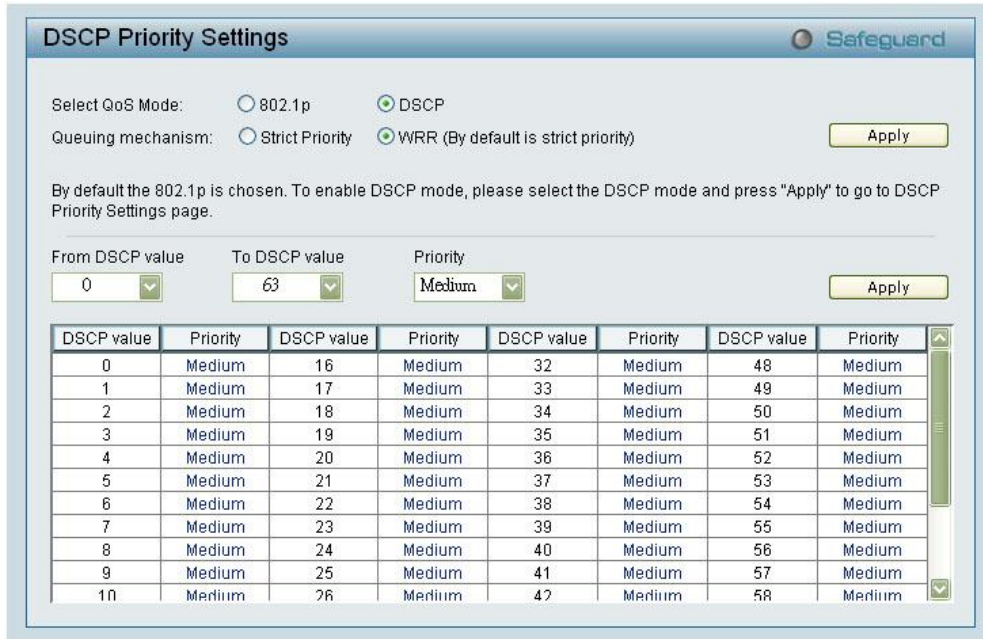 DSCP Priority Settings
Safeguard
Select QoS Mode: 802.1p DSCP
Queuing mechanism: Strict Priority WRR (By default is strict priority) Apply
By default the 802.1p is chosen. To enable DSCP mode, please select the DSCP mode and press "Apply" to go to DSCP
Priority Settings page.
From DSCP value To DSCP value Priority
0 63 Medium Apply
DSCP value Priority DSCP value Priority DSCP value Priority DSCP value Priority
0 Medium 16 Medium 32 Medium 48 Medium
1 Medium 17 Medium 33 Medium 49 Medium
2 Medium 18 Medium 34 Medium 50 Medium
3 Medium 19 Medium 35 Medium 51 Medium
4 Medium 20 Medium 36 Medium 52 Medium
5 Medium 21 Medium 37 Medium 53 Medium
6 Medium 22 Medium 38 Medium 54 Medium
7 Medium 23 Medium 39 Medium 55 Medium
8 Medium 24 Medium 40 Medium 56 Medium
9 Medium 25 Medium 41 Medium 57 Medium
10 Medium 26 Medium 42 Medium 58 Medium